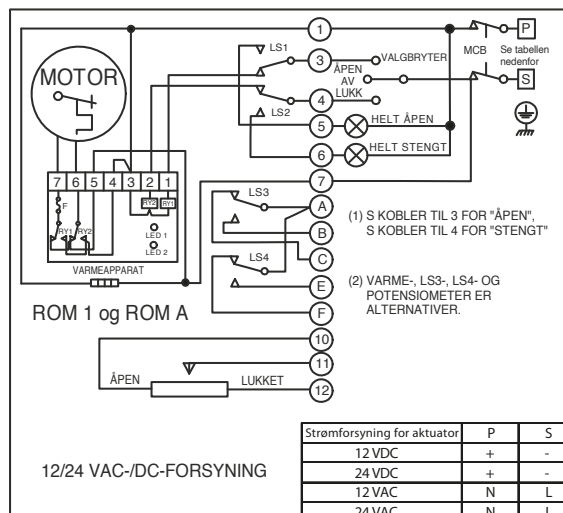 1
P
LS1
MCB
Se tabellen
nedenfor
3
VALGBRYTER
MOTOR
ÅPEN
AV
S
4
LUKK
LS2
5
HELT ÅPEN
6
HELT STENGT
7
7 6 5 4 3 2 1
F
RY2 RY1
RY1 RY2
LED 1
LED 2
VARMEAPPARAT
LS3
A
B
C
(1) S KOBLER TIL 3 FOR "ÅPEN",
S KOBLER TIL 4 FOR "STENGT"
LS4
E
F
(2) VARME-, LS3-, LS4- OG
POTENSIOMETER ER
ALTERNATIVER.
ROM 1 og ROM A
10
11
ÅPEN
LUKKET
12
12/24 VAC-/DC-FORSYNING
Strømforsyning for aktuator P S
12 VDC + -
24 VDC + -
12 VAC N L
24 VAC N L